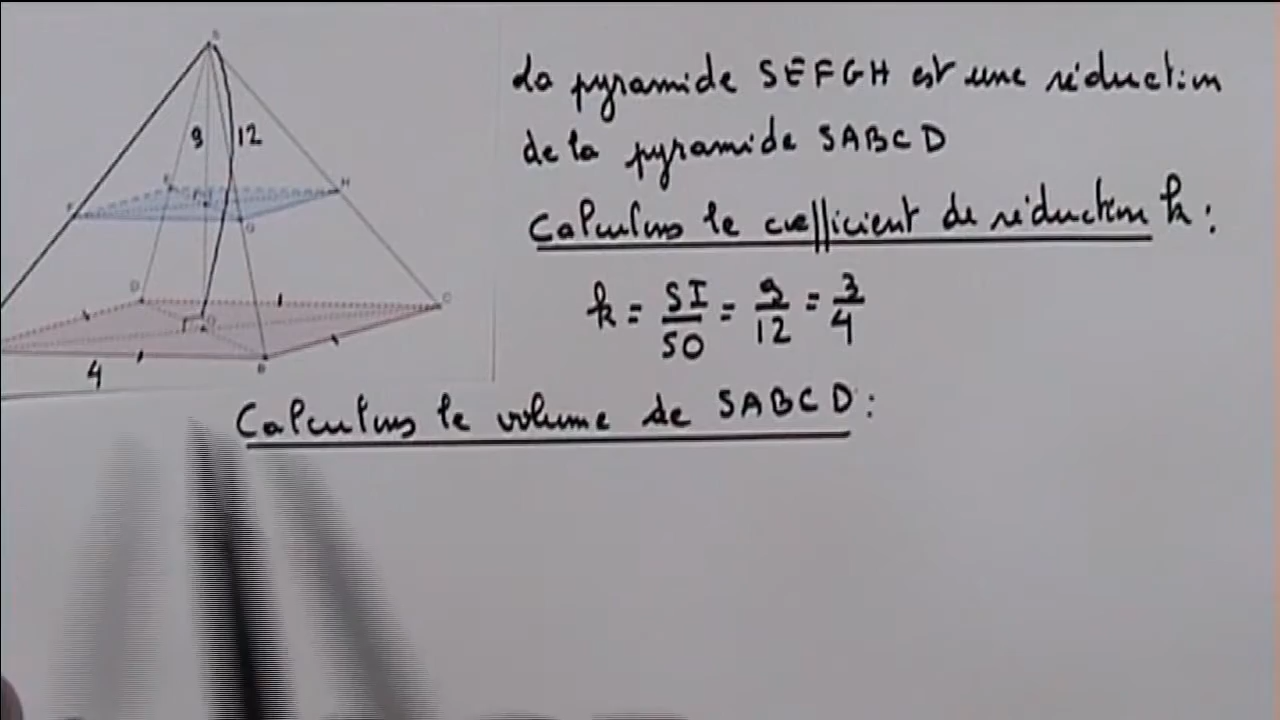 S
9 12
E H
F I
G
D C
O
4 B
La pyramide SEFGH est une réduction
de la pyramide SABCD
Calculons le coefficient de réduction k :
k = SI/SO = 9/12 = 3/4
Calculons le volume de SABCD :